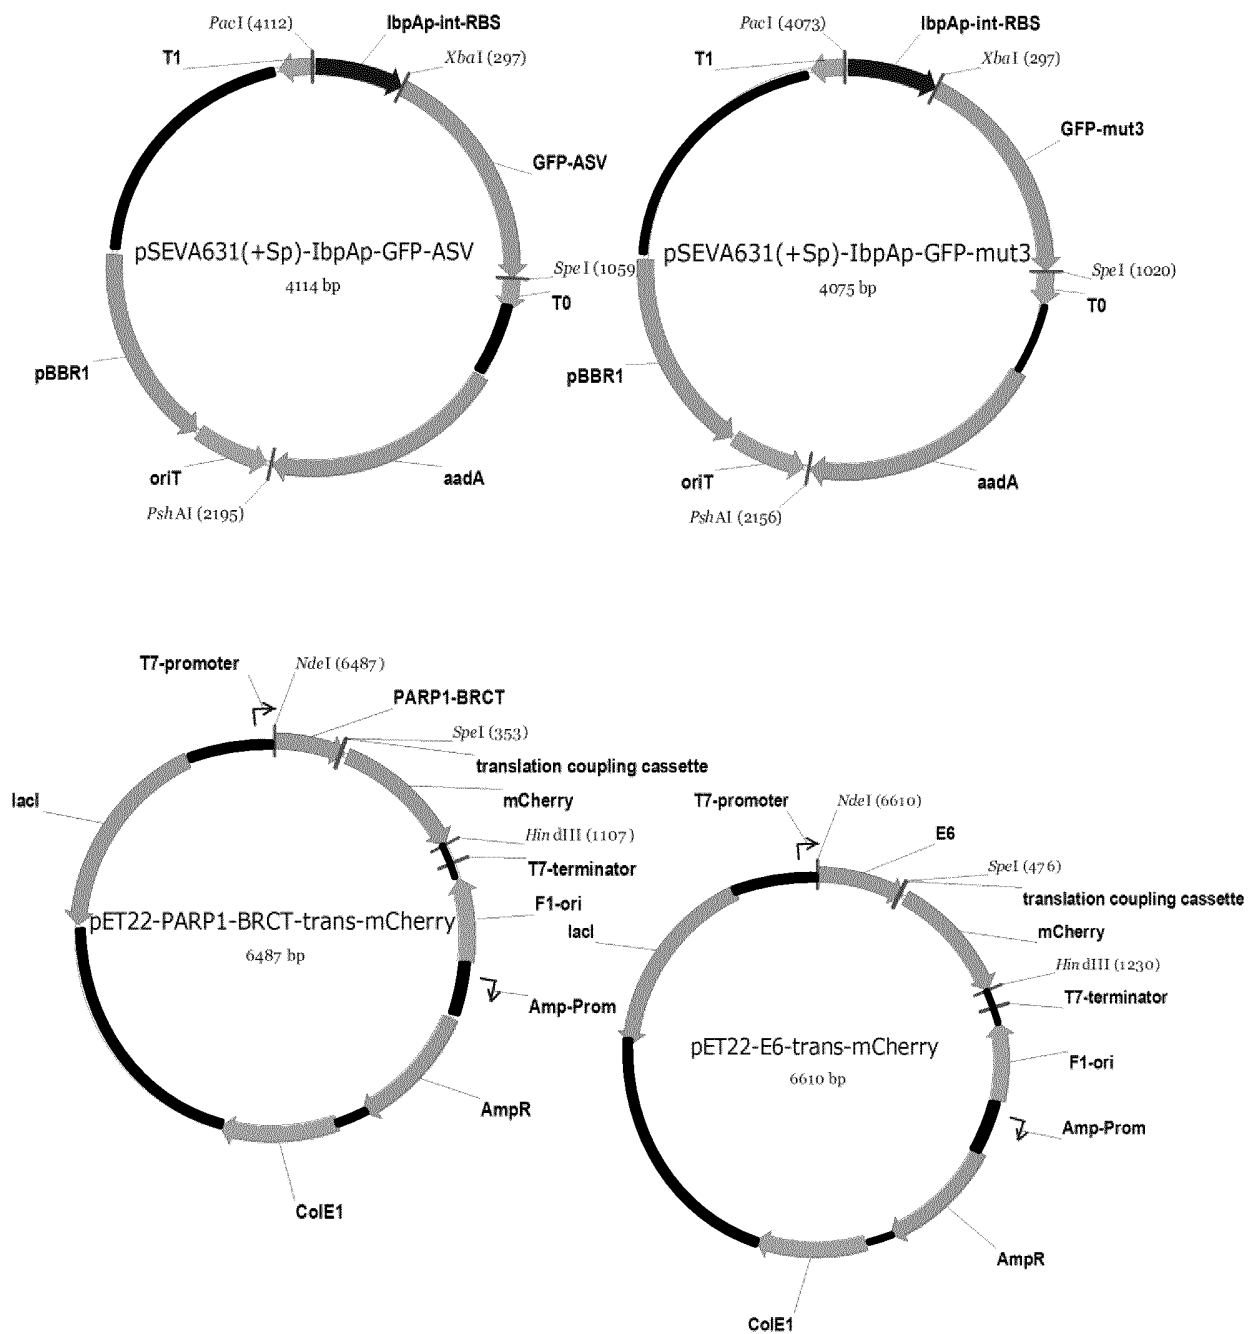 PacI (4112)
IbpAp-int-RBS
T1
XbaI (297)
GFP-ASV
pSEVA631(+Sp)-IbpAp-GFP-ASV
4114 bp
SpeI (1059
T0
pBBR1
oriT
aadA
PshAI (2195)
PacI (4073)
IbpAp-int-RBS
T1
XbaI (297)
GFP-mut3
pSEVA631(+Sp)-IbpAp-GFP-mut3
4075 bp
SpeI (1020)
T0
pBBR1
oriT
aadA
PshAI (2156)
T7-promoter
NdeI (6487)
PARP1-BRCT
SpeI (353)
translation coupling cassette
lacI
mCherry
HindIII (1107)
T7-terminator
F1-ori
pET22-PARP1-BRCT-trans-mCherry
6487 bp
Amp-Prom
AmpR
ColE1
T7-promoter
NdeI (6610)
E6
SpeI (476)
translation coupling cassette
lacI
mCherry
HindIII (1230)
T7-terminator
pET22-E6-trans-mCherry
6610 bp
F1-ori
Amp-Prom
AmpR
ColE1